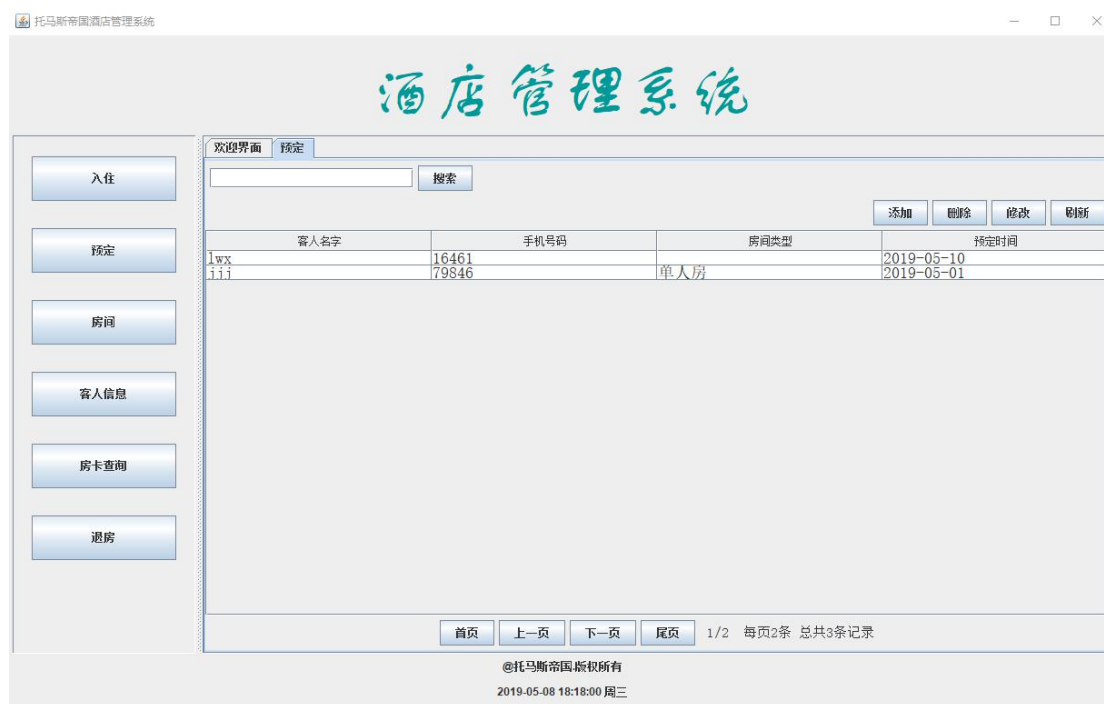 托马斯帝国酒店管理系统
酒店管理系统
欢迎界面 预定
入住
搜索
添加 删除 修改 刷新
预定
客人名字 手机号码 房间类型 预定时间
lwx 16461 2019-05-10
jjj 79846 单人房 2019-05-01
房间
客人信息
房卡查询
退房
首页 上一页 下一页 尾页 1/2 每页2条 总共3条记录
@托马斯帝国.版权所有
2019-05-08 18:18:00 周三